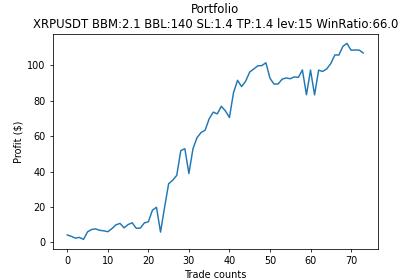 Portfolio
XRPUSDT BBM:2.1 BBL:140 SL:1.4 TP:1.4 lev:15 WinRatio:66.0
Profit ($)
100
80
60
40
20
0
0 10 20 30 40 50 60 70
Trade counts